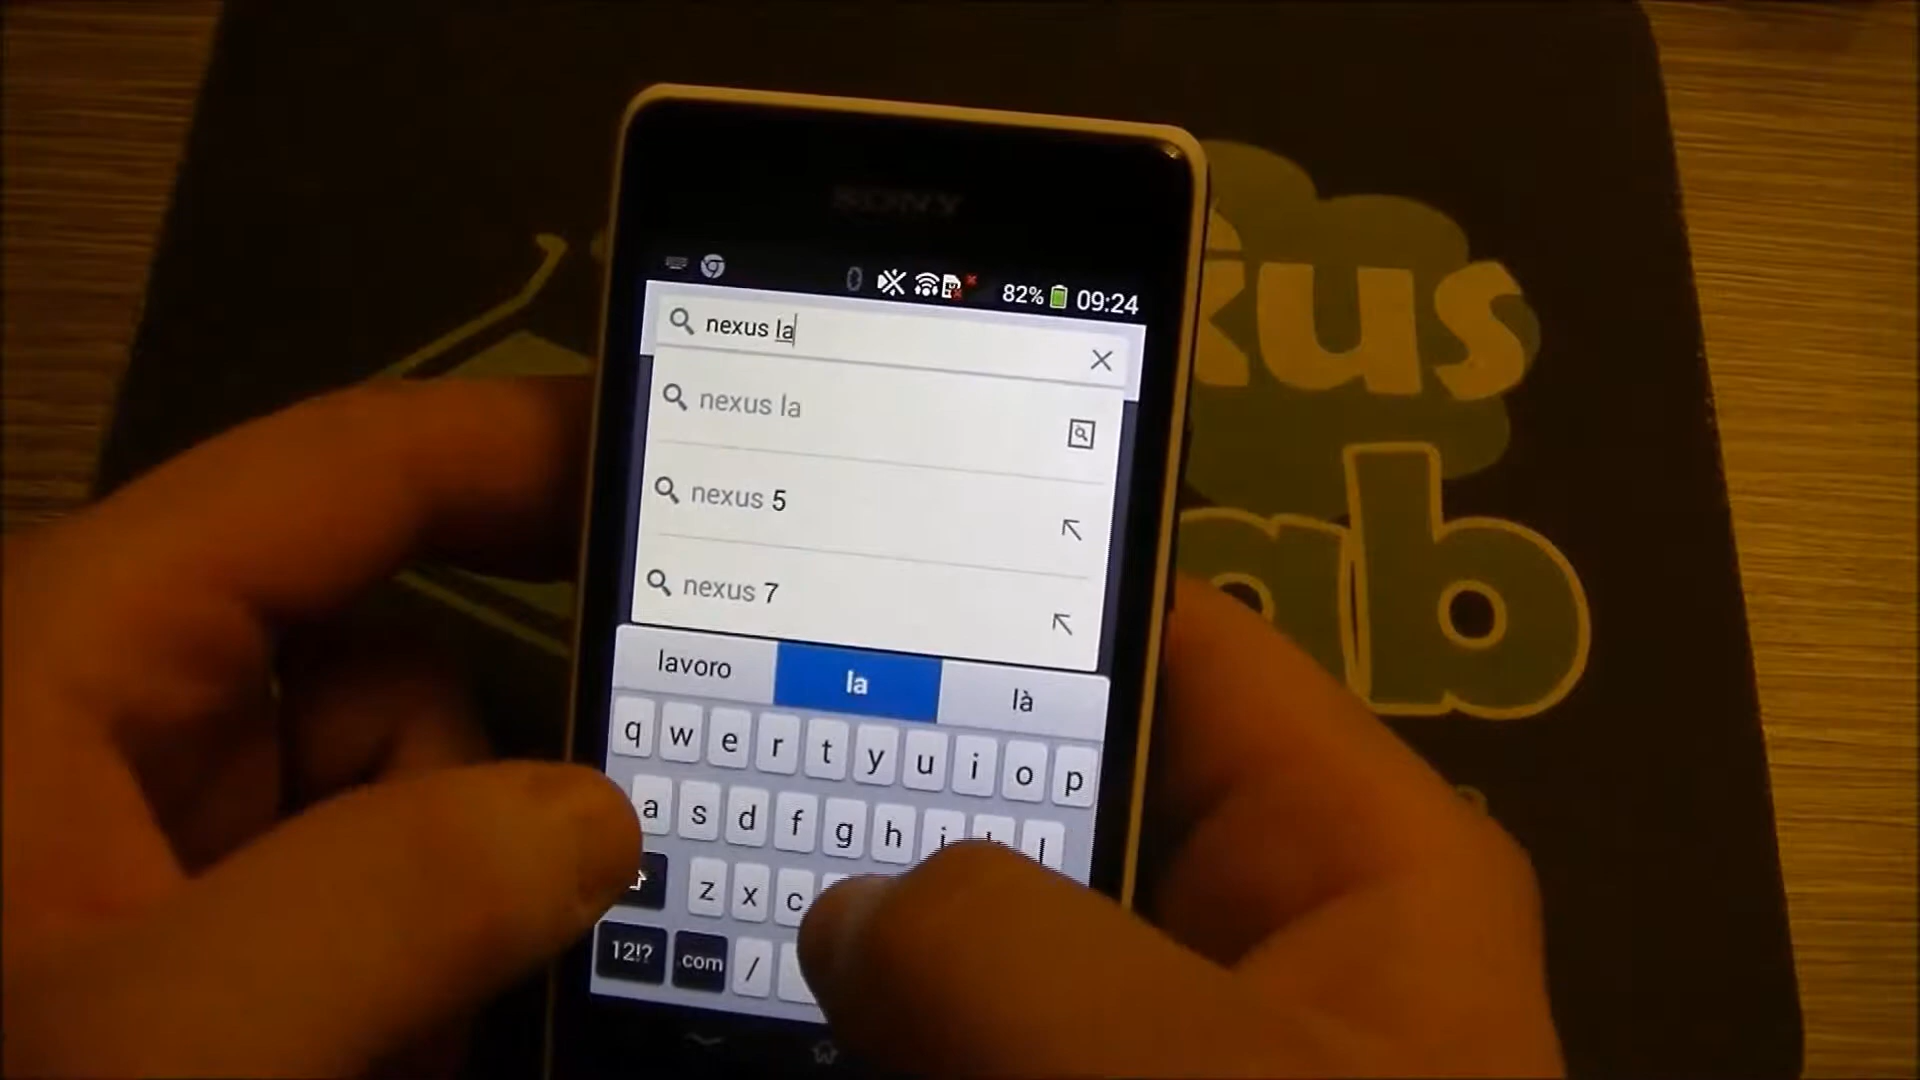 SONY
82% 09:24
nexus la
nexus la
nexus 5
nexus 7
lavoro la là
q w e r t y u i o p
a s d f g h j
z x c
12!? .com /
xus
ab